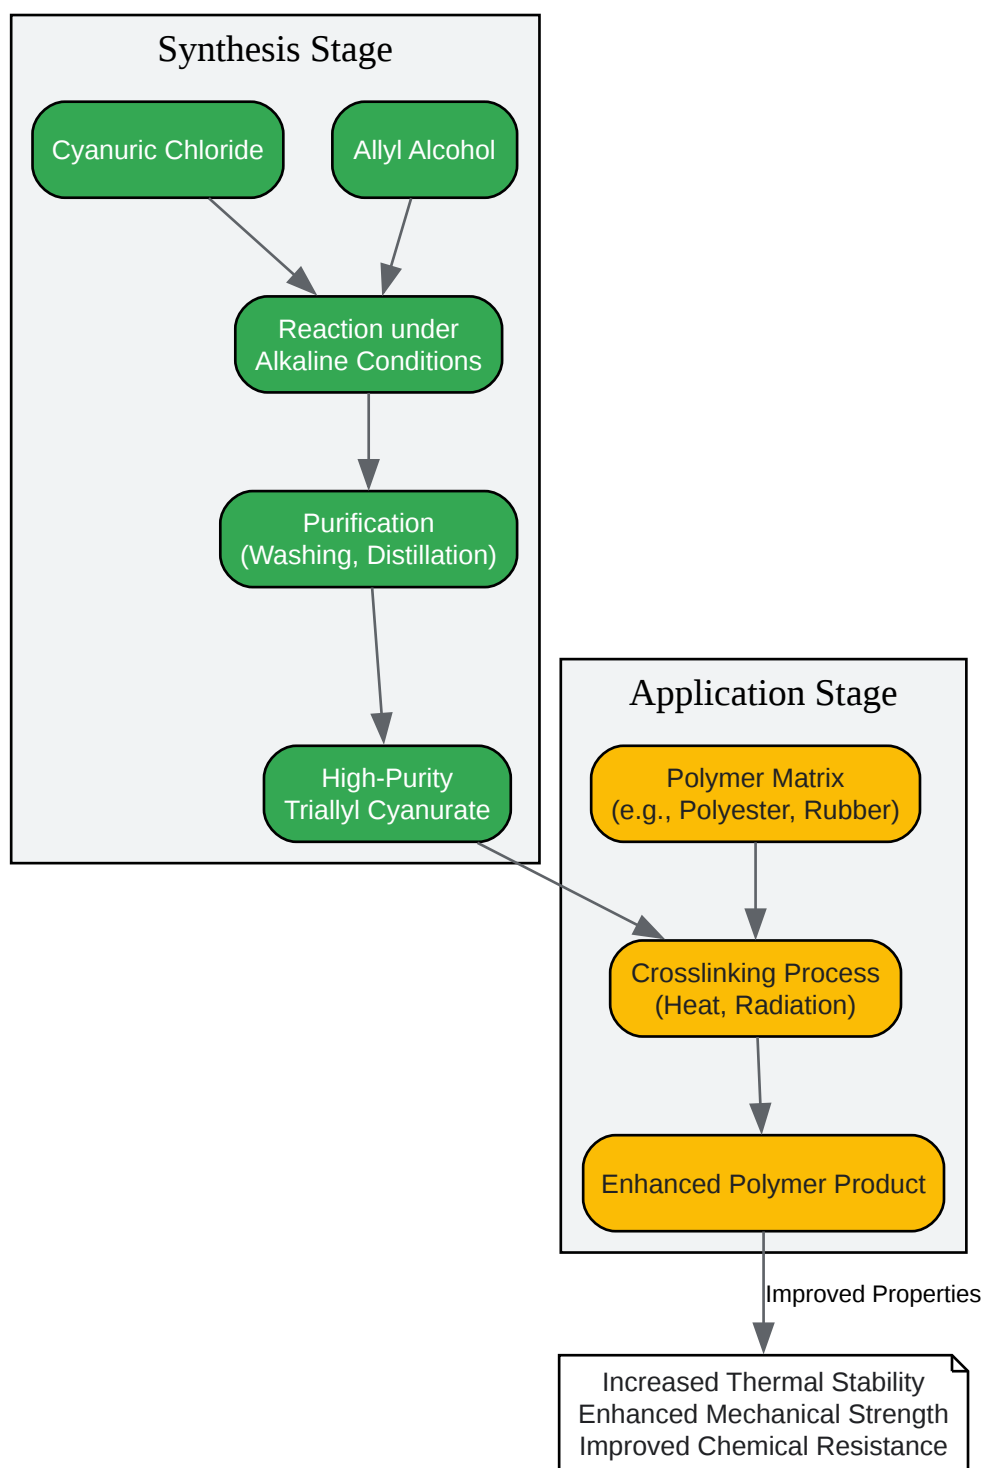 Synthesis Stage
Cyanuric Chloride
Allyl Alcohol
Reaction under
Alkaline Conditions
Purification
(Washing, Distillation)
High-Purity
Triallyl Cyanurate
Application Stage
Polymer Matrix
(e.g., Polyester, Rubber)
Crosslinking Process
(Heat, Radiation)
Enhanced Polymer Product
Improved Properties
Increased Thermal Stability
Enhanced Mechanical Strength
Improved Chemical Resistance